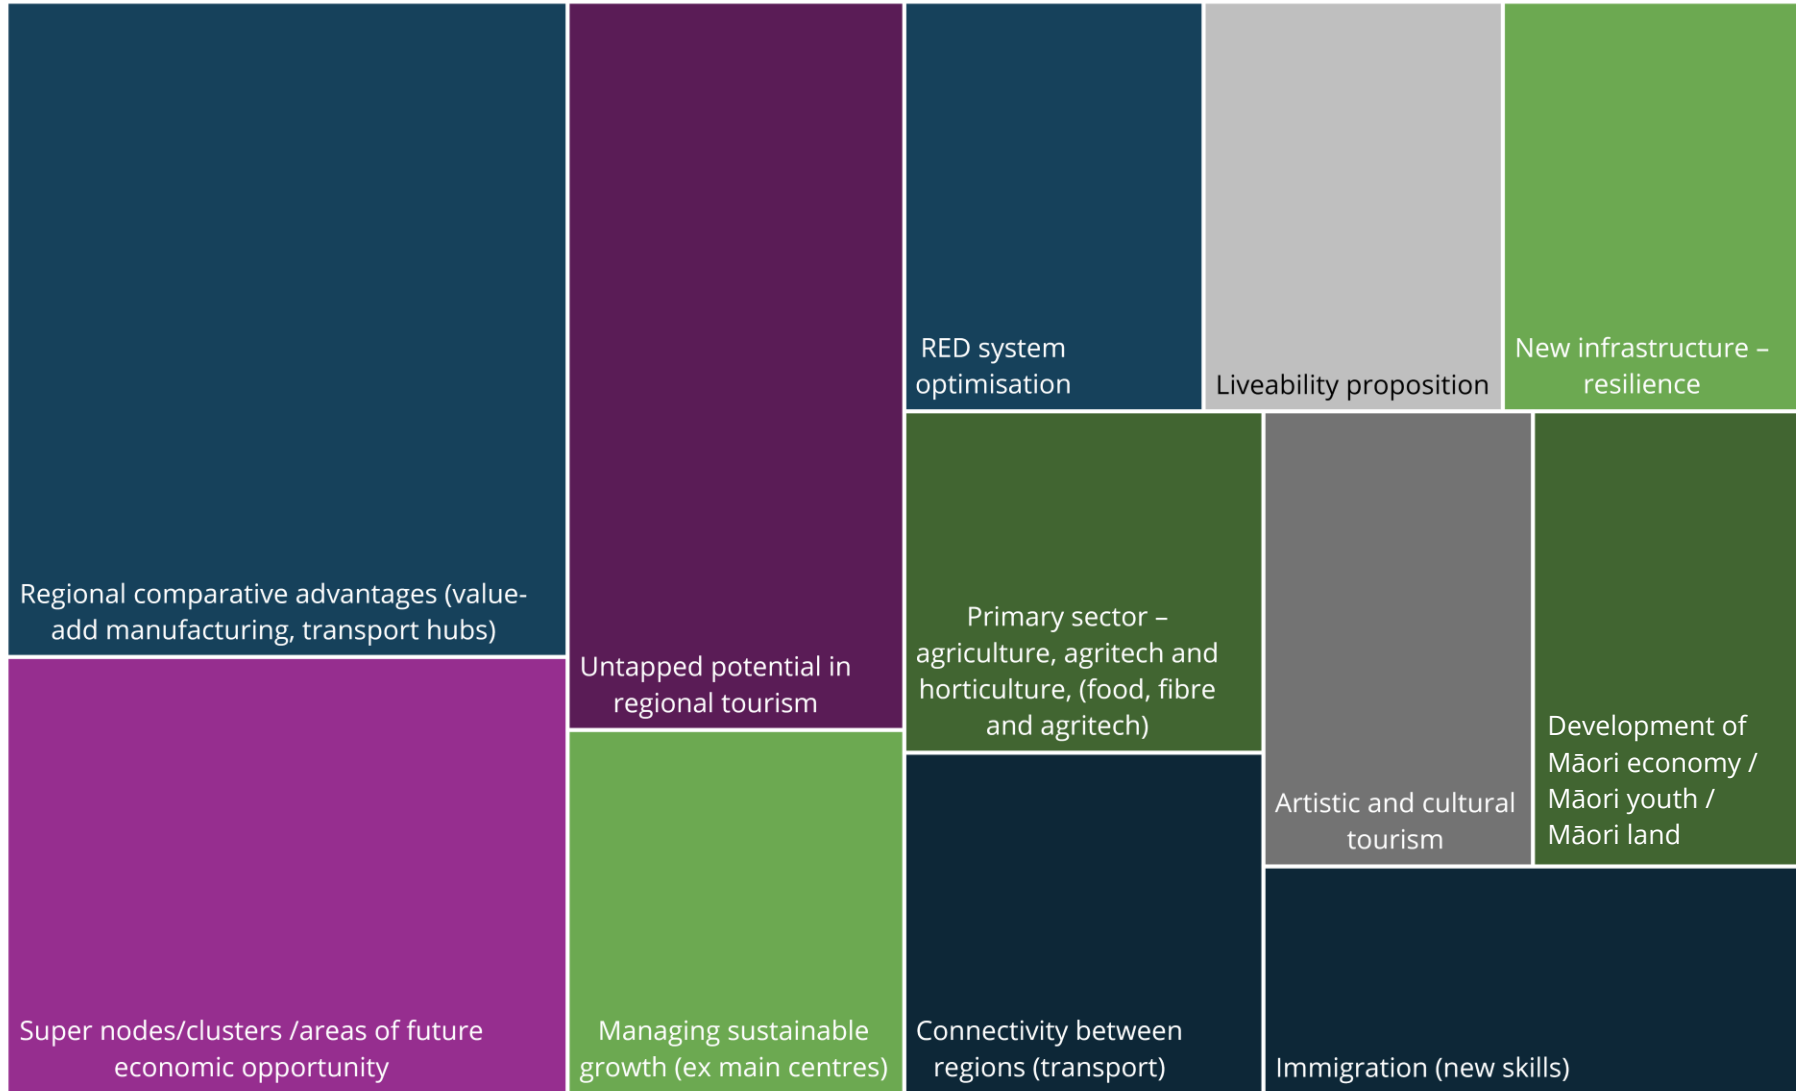 Regional comparative advantages (value-
add manufacturing, transport hubs)
Super nodes/clusters /areas of future
economic opportunity
Untapped potential in
regional tourism
Managing sustainable
growth (ex main centres)
RED system
optimisation
Liveability proposition
New infrastructure –
resilience
Primary sector –
agriculture, agritech and
horticulture, (food, fibre
and agritech)
Connectivity between
regions (transport)
Artistic and cultural
tourism
Development of
Māori economy /
Māori youth /
Māori land
Immigration (new skills)